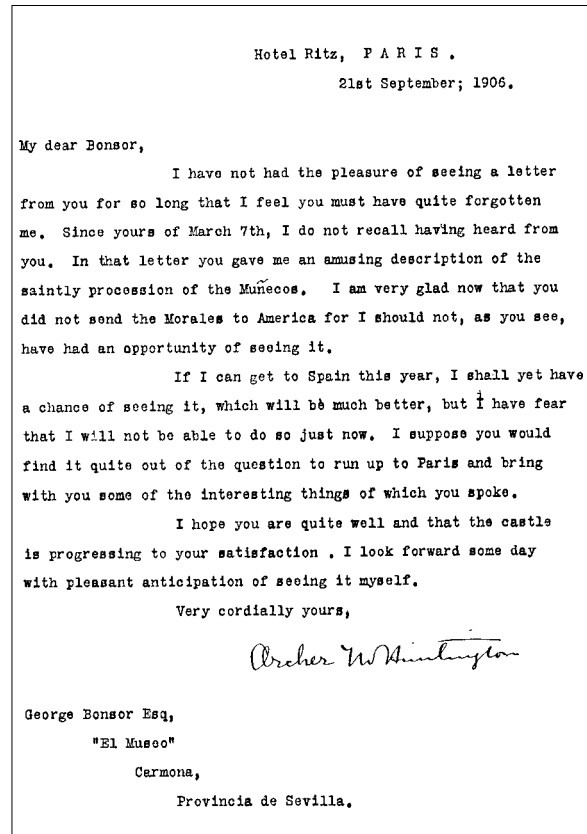 Hotel Ritz, P A R I S .
21st September; 1906.
My dear Bonsor,
I have not had the pleasure of seeing a letter
from you for so long that I feel you must have quite forgotten
me. Since yours of March 7th, I do not recall having heard from
you. In that letter you gave me an amusing description of the
saintly procession of the Muñecos. I am very glad now that you
did not send the Morales to America for I should not, as you see,
have had an opportunity of seeing it.
If I can get to Spain this year, I shall yet have
a chance of seeing it, which will be much better, but I have fear
that I will not be able to do so just now. I suppose you would
find it quite out of the question to run up to Paris and bring
with you some of the interesting things of which you spoke.
I hope you are quite well and that the castle
is progressing to your satisfaction . I look forward some day
with pleasant anticipation of seeing it myself.
Very cordially yours,
Archer M Huntington
George Bonsor Esq,
"El Museo"
Carmona,
Provincia de Sevilla.